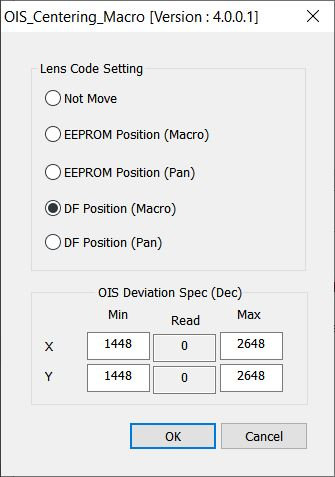 OIS_Centering_Macro [Version : 4.0.0.1]
Lens Code Setting
Not Move
EEPROM Position (Macro)
EEPROM Position (Pan)
DF Position (Macro)
DF Position (Pan)
OIS Deviation Spec (Dec)
Min Read Max
X 1448 0 2648
Y 1448 0 2648
OK Cancel